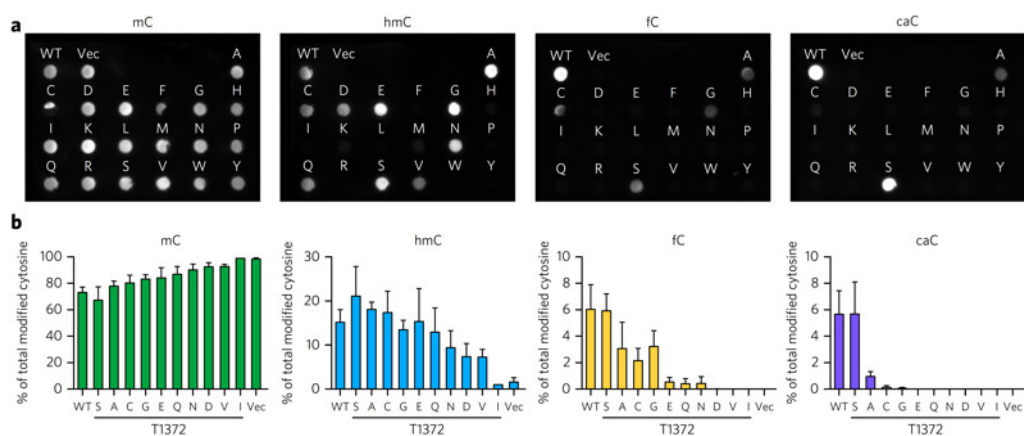 a
mC
WT Vec A
C D E F G H
I K L M N P
Q R S V W Y
hmC
WT Vec A
C D E F G H
I K L M N P
Q R S V W Y
fC
WT Vec A
C D E F G H
I K L M N P
Q R S V W Y
caC
WT Vec A
C D E F G H
I K L M N P
Q R S V W Y
b
mC
% of total modified cytosine
100
80
60
40
20
0
WT S A C G E Q N D V I Vec
T1372
hmC
% of total modified cytosine
30
20
10
0
WT S A C G E Q N D V I Vec
T1372
fC
% of total modified cytosine
10
8
6
4
2
0
WT S A C G E Q N D V I Vec
T1372
caC
% of total modified cytosine
10
8
6
4
2
0
WT S A C G E Q N D V I Vec
T1372